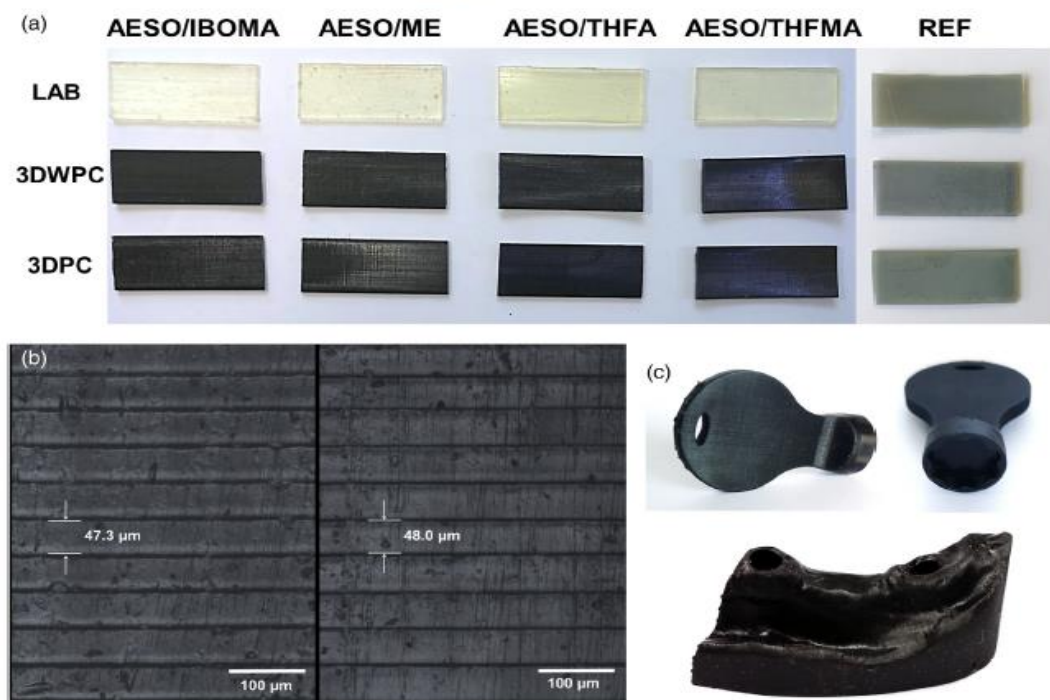 (a) AESO/IBOMA AESO/ME AESO/THFA AESO/THFMA REF
LAB
3DWPC
3DPC
(b)
47.3 µm
48.0 µm
100 µm
100 µm
(c)